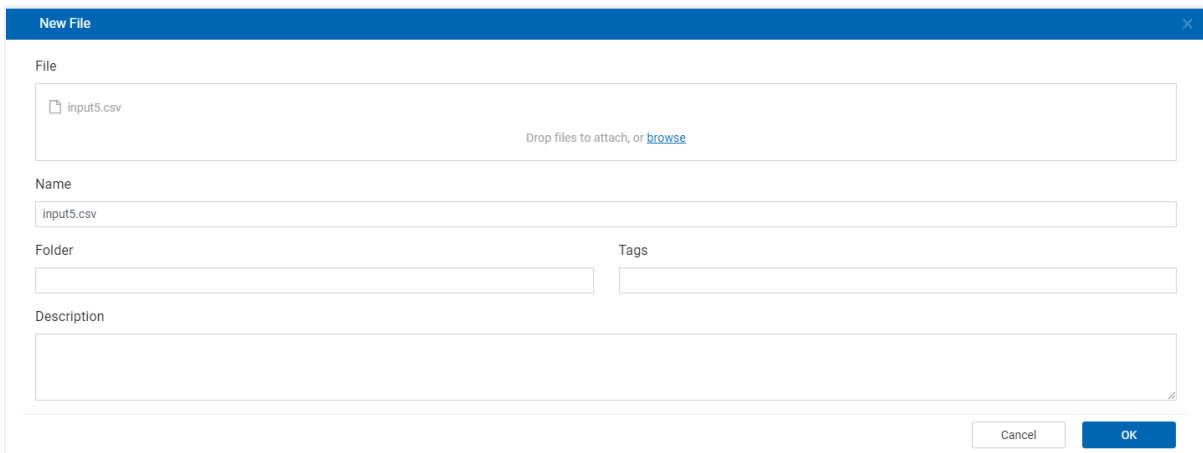 New File
File
input5.csv
Drop files to attach, or browse
Name
input5.csv
Folder
Tags
Description
Cancel
OK